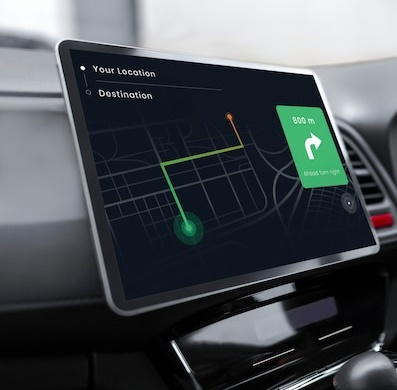 Your Location
Destination
800 m
Ahead turn right